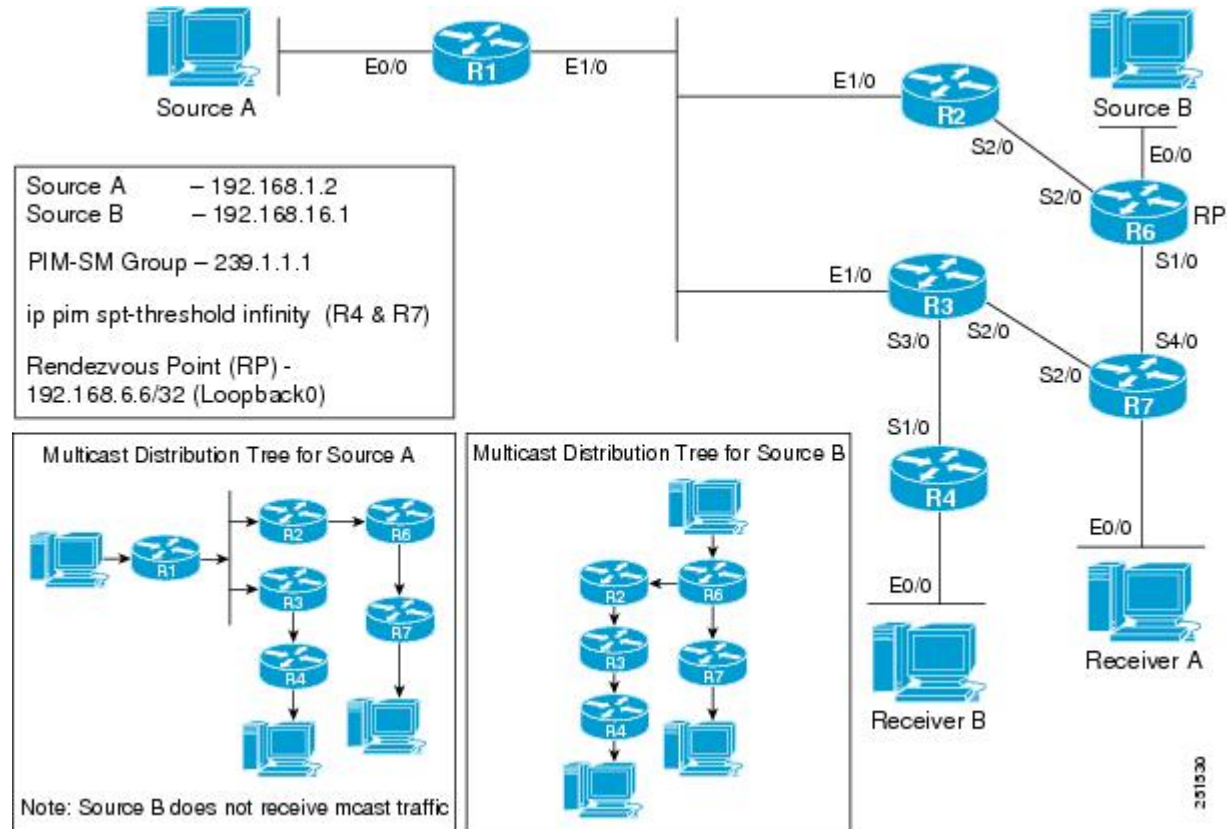 Source A
E0/0
R1
E1/0
E1/0
R2
S2/0
Source B
E0/0
S2/0
R6
RP
S1/0
Source A – 192.168.1.2
Source B – 192.168.16.1
PIM-SM Group – 239.1.1.1
ip pim spt-threshold infinity (R4 & R7)
Rendezvous Point (RP) -
192.168.6.6/32 (Loopback0)
E1/0
R3
S3/0
S2/0
S4/0
S2/0
R7
S1/0
R4
E0/0
E0/0
Receiver B
Receiver A
Multicast Distribution Tree for Source A
R1
R2
R6
R3
R7
R4
Note: Source B does not receive mcast traffic
Multicast Distribution Tree for Source B
R2
R6
R3
R7
R4
251530